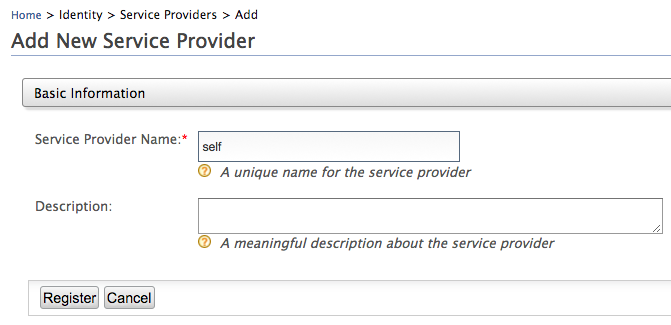 Home > Identity > Service Providers > Add
Add New Service Provider
Basic Information
Service Provider Name:* self
? A unique name for the service provider
Description:
? A meaningful description about the service provider
Register Cancel